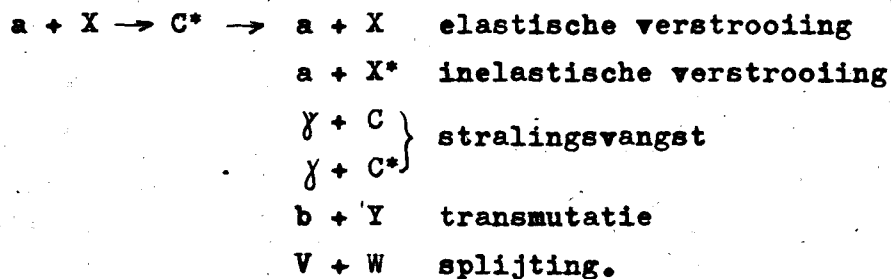 a + X → C* → a + X elastische verstrooiing
a + X* inelastische verstrooiing
γ + C
} stralingsvangst
γ + C*
b + Y transmutatie
V + W splijting.